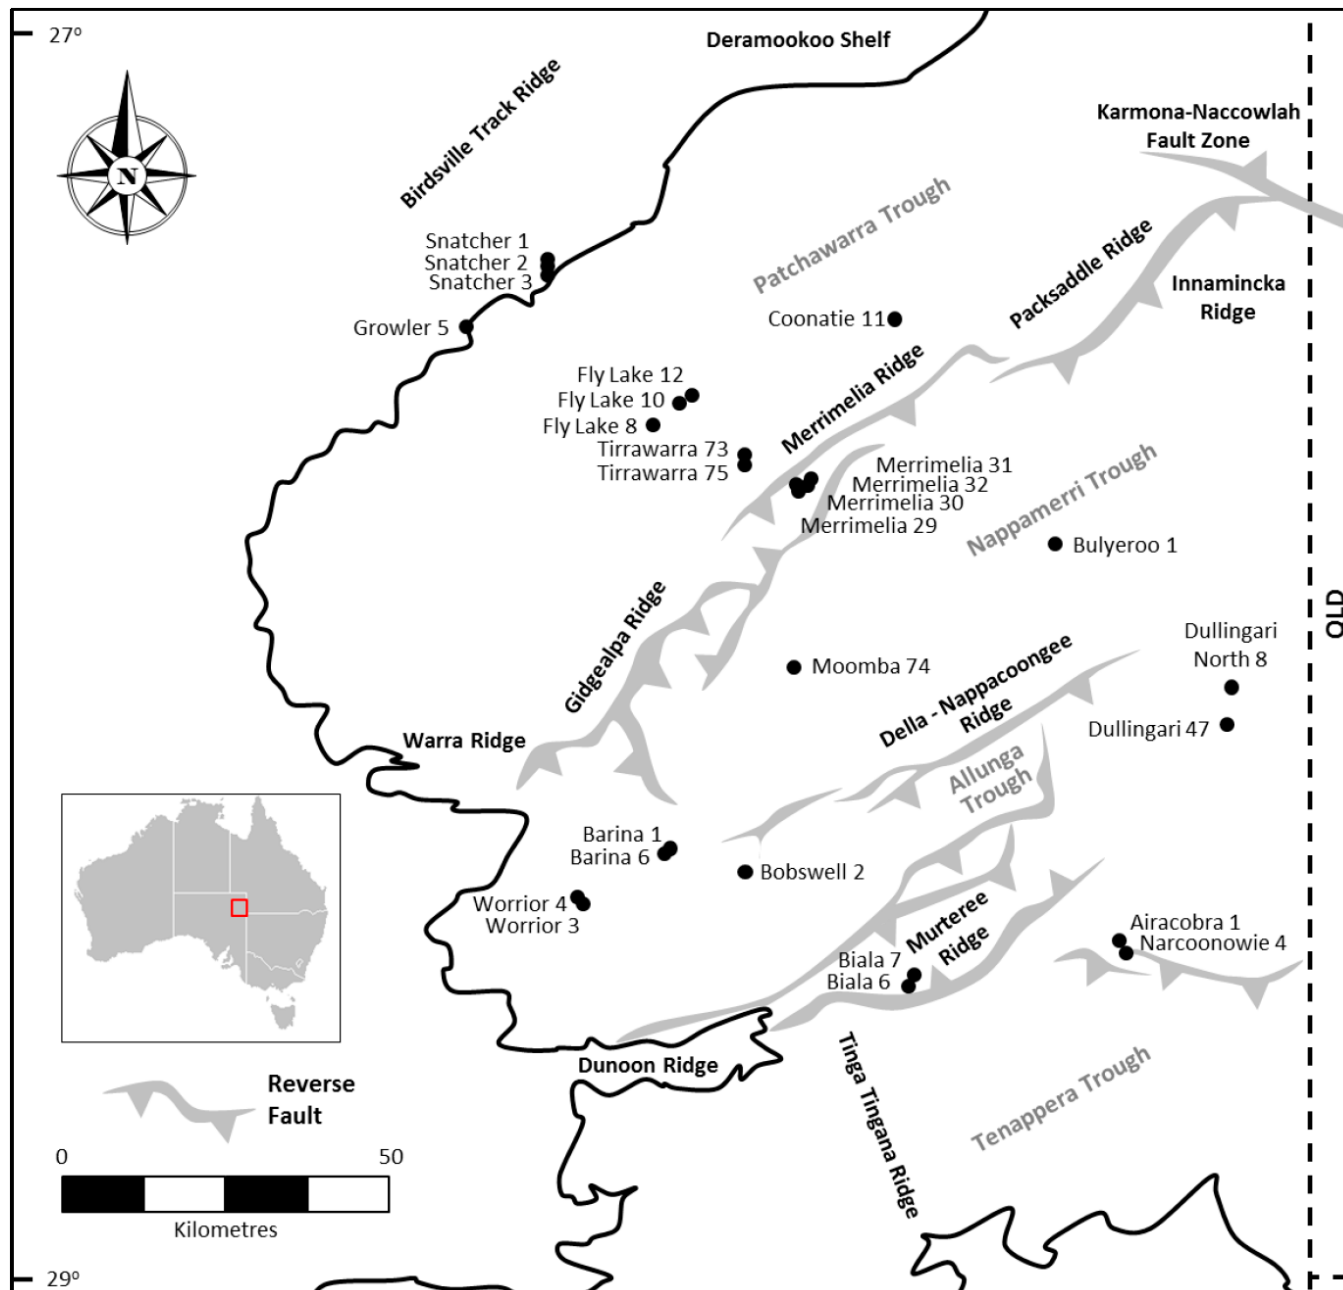 27°
Deramookoo Shelf
Birdsville Track Ridge
Karmona-Naccowlah
Fault Zone
N
Patchawarra Trough
Packsaddle Ridge
Innamincka
Ridge
Snatcher 1
Snatcher 2
Snatcher 3
Growler 5
Coonatie 11
Merrimelia Ridge
Fly Lake 12
Fly Lake 10
Fly Lake 8
Tirrawarra 73
Tirrawarra 75
Merrimelia 31
Merrimelia 32
Merrimelia 30
Merrimelia 29
Nappamerri Trough
Bulyeroo 1
QLD
Gidgealpa Ridge
Dullingari
North 8
Moomba 74
Della - Nappacoongee
Ridge
Dullingari 47
Warra Ridge
Allunga
Trough
Barina 1
Barina 6
Bobswell 2
Worrior 4
Worrior 3
Murteree
Ridge
Airacobra 1
Narcoonowie 4
Biala 7
Biala 6
Dunoon Ridge
Tinga Tingana Ridge
Tenappera Trough
Reverse
Fault
0 50
Kilometres
29°